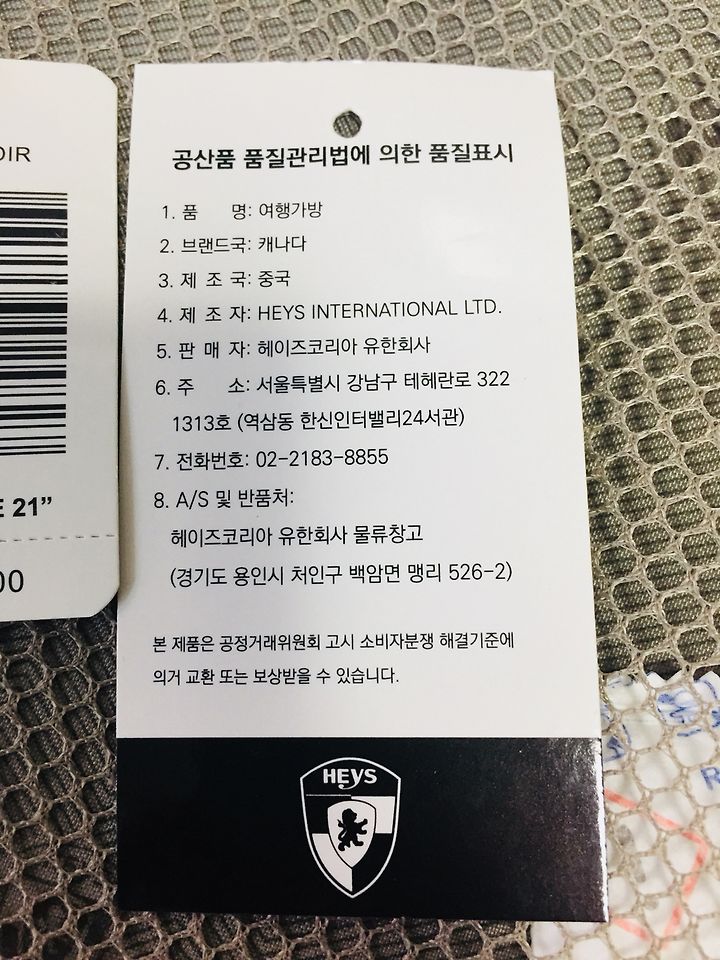 OIR
E 21”
00
공산품 품질관리법에 의한 품질표시
1. 품 명: 여행가방
2. 브랜드국: 캐나다
3. 제 조 국: 중국
4. 제 조 자: HEYS INTERNATIONAL LTD.
5. 판 매 자: 헤이즈코리아 유한회사
6. 주 소: 서울특별시 강남구 테헤란로 322
1313호 (역삼동 한신인터밸리24서관)
7. 전화번호: 02-2183-8855
8. A/S 및 반품처:
헤이즈코리아 유한회사 물류창고
(경기도 용인시 처인구 백암면 맹리 526-2)
본 제품은 공정거래위원회 고시 소비자분쟁 해결기준에
의거 교환 또는 보상받을 수 있습니다.
HEYS